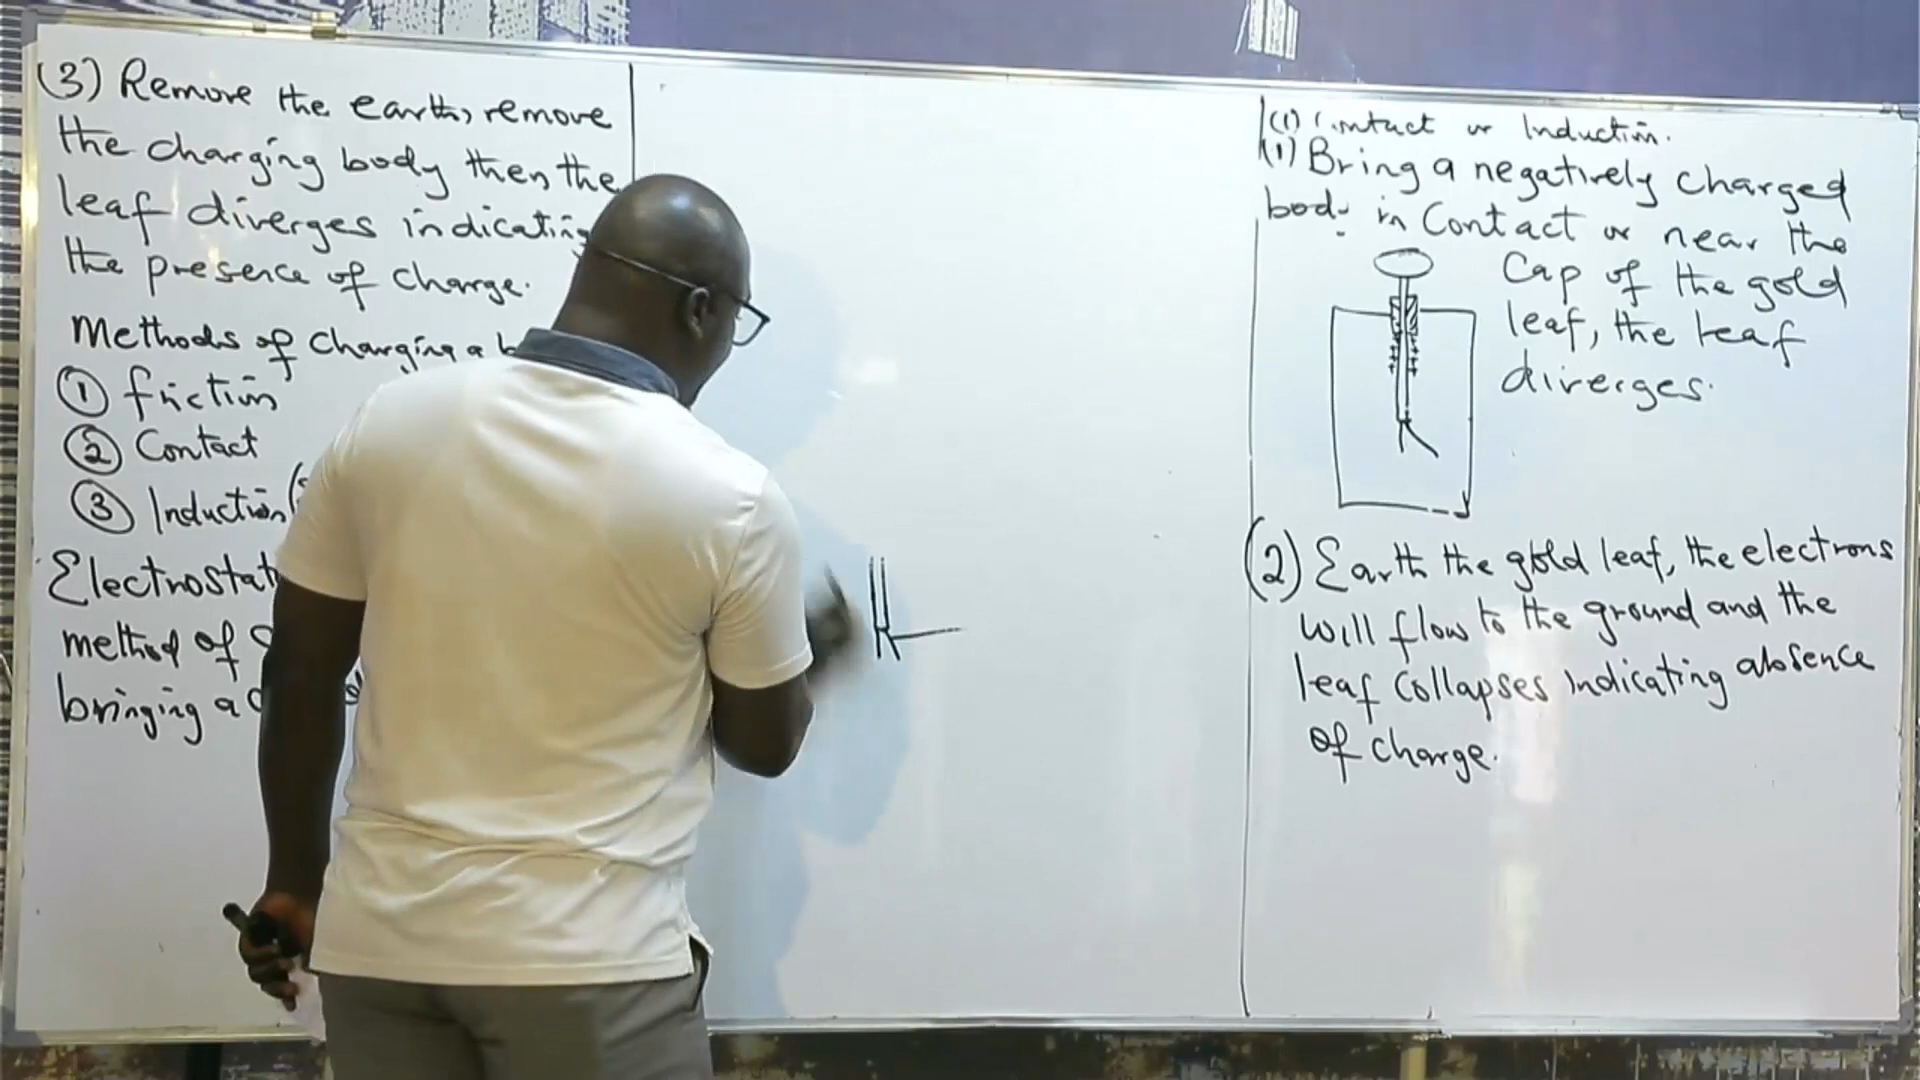 (3) Remove the earth, remove
the charging body then the
leaf diverges indicating
the presence of charge.
Methods of charging a
① friction
② Contact
③ Induction
Electrostat
method of
bringing a
(1) Contact or Induction.
(1) Bring a negatively charged
body in Contact or near the
Cap of the gold
leaf, the leaf
diverges.
(2) Earth the gold leaf, the electrons
will flow to the ground and the
leaf collapses indicating absence
of charge.